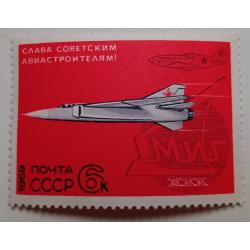 СЛАВА СОВЕТСКИМ
АВИАСТРОИТЕЛЯМ!
МиГ
1969
ПОЧТА
СССР 6к